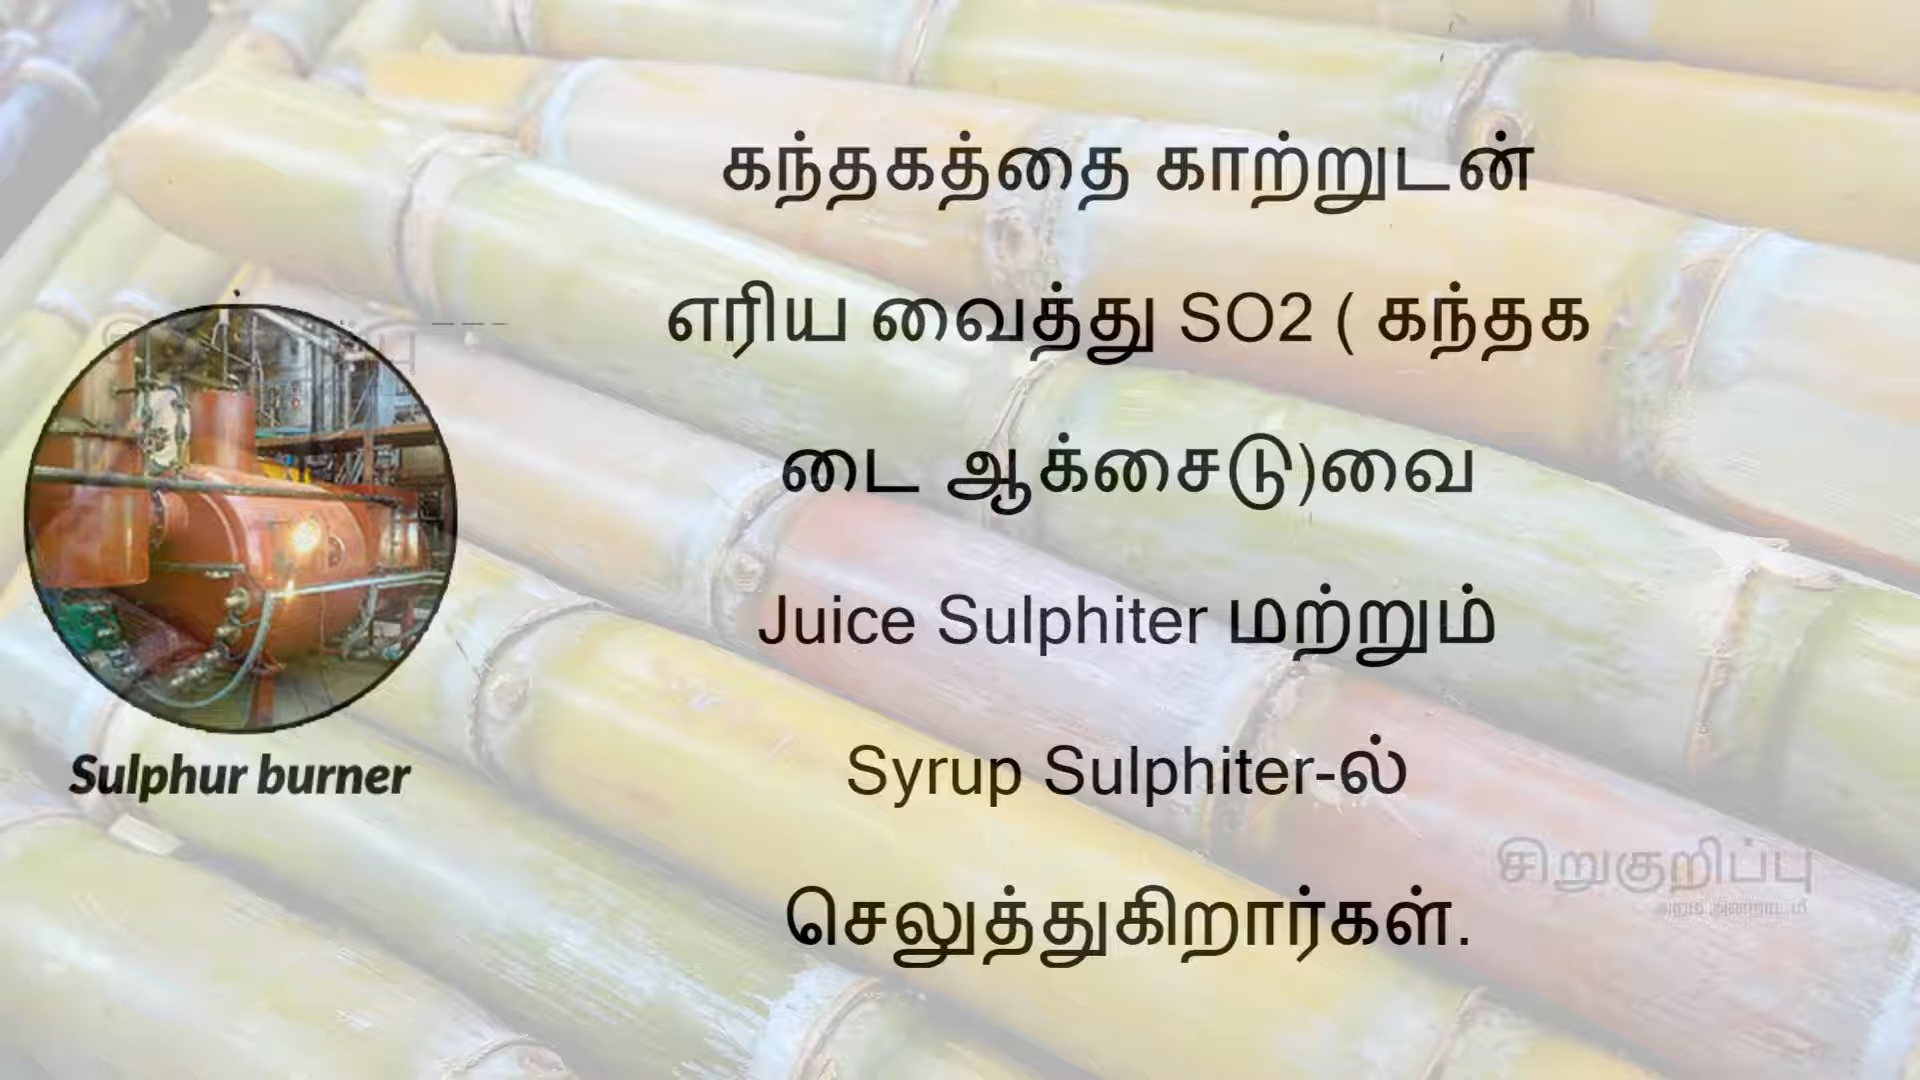 கந்தகத்தை காற்றுடன்
எரிய வைத்து SO2 ( கந்தக
டை ஆக்சைடு)வை
Juice Sulphiter மற்றும்
Syrup Sulphiter-ல்
செலுத்துகிறார்கள்.
Sulphur burner
சிறுகுறிப்பு